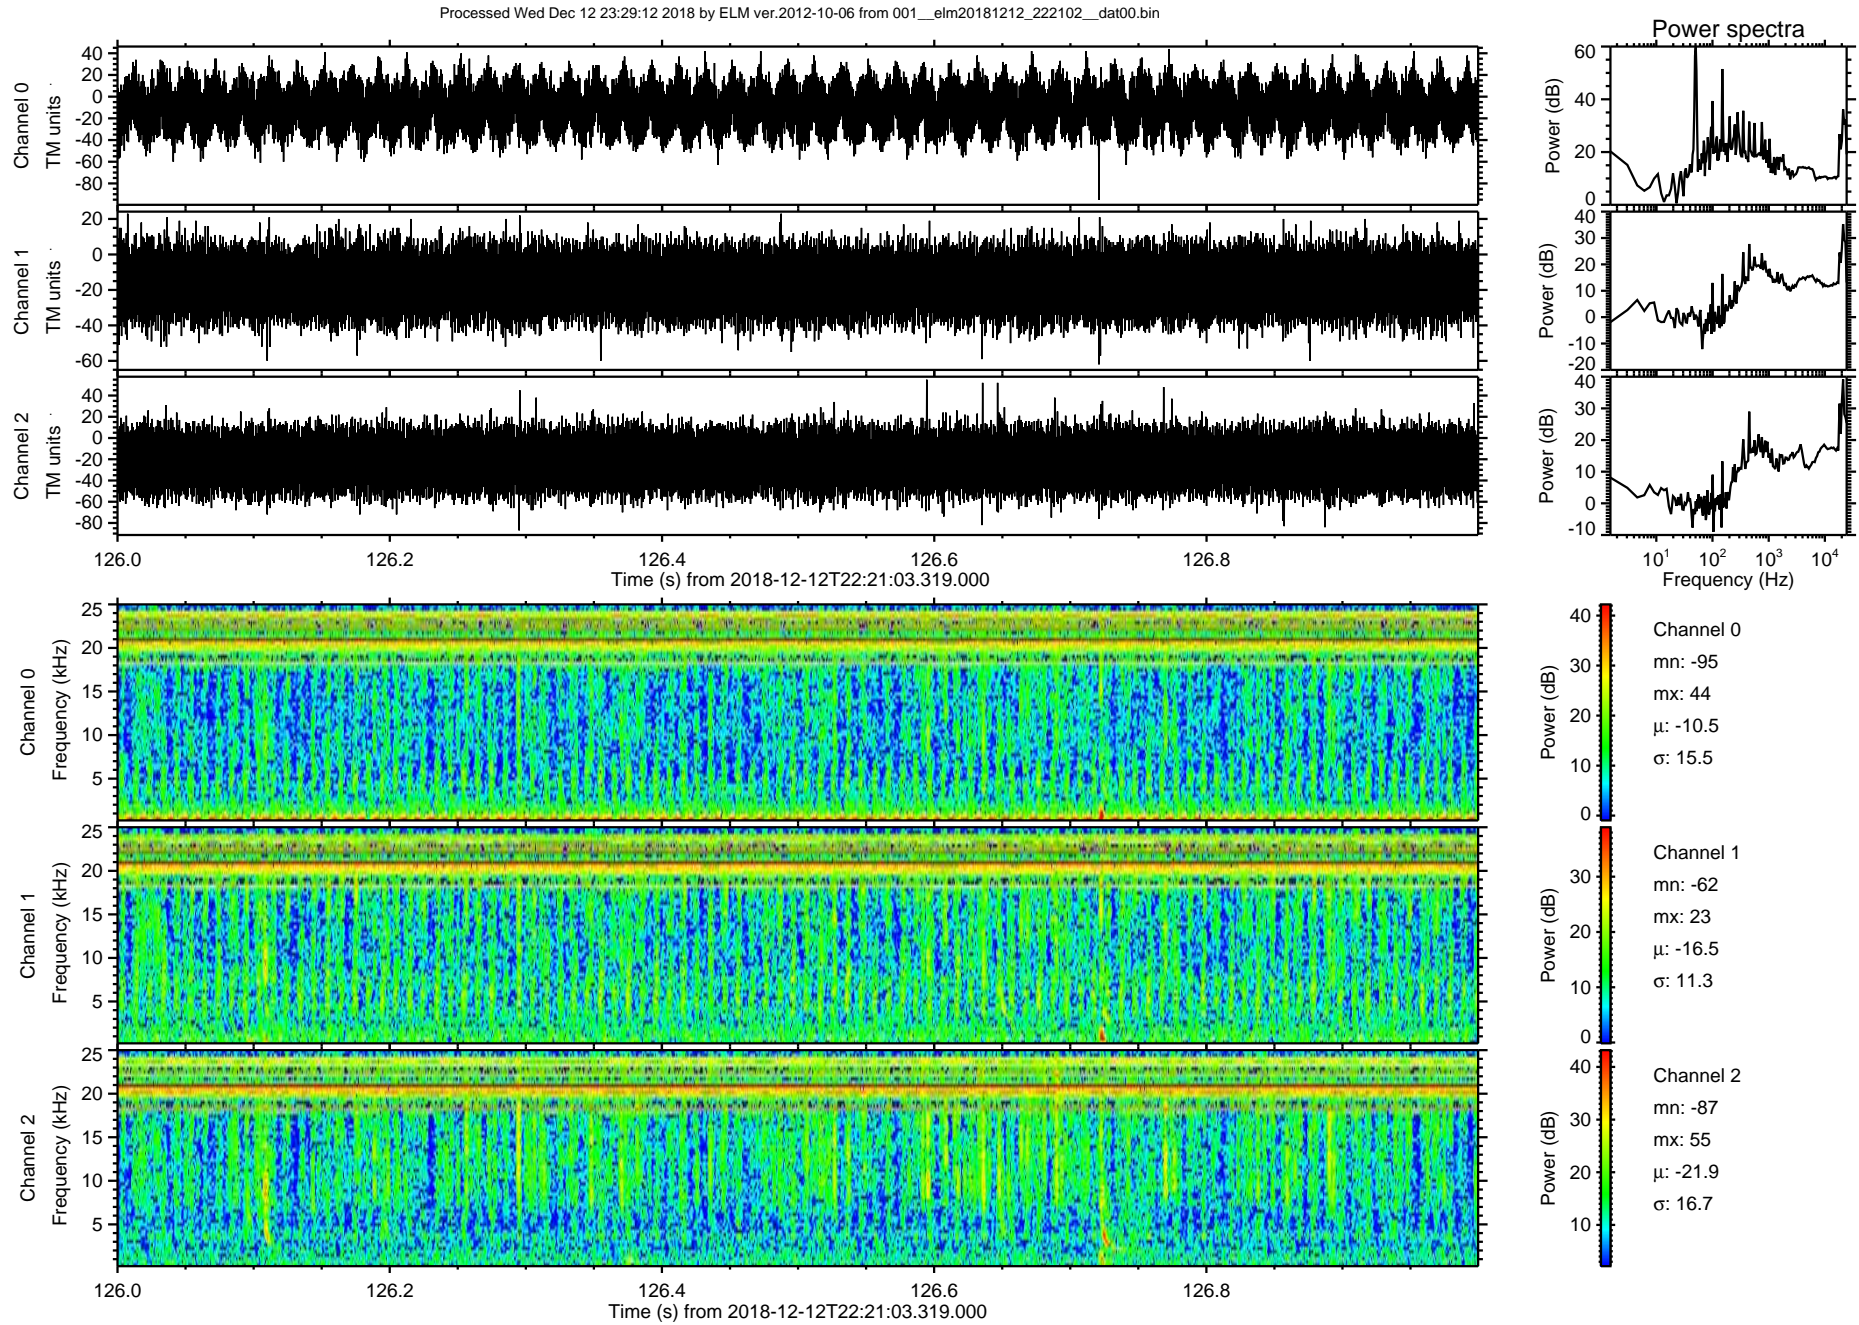 Processed Wed Dec 12 23:29:12 2018 by ELM ver.2012-10-06 from 001__elm20181212_222102__dat00.bin
Power spectra
Channel 0
TM units
40
20
0
-20
-40
-60
-80
Power (dB)
60
40
20
0
Channel 1
TM units
20
0
-20
-40
-60
Power (dB)
40
30
20
10
0
-10
-20
Channel 2
TM units
40
20
0
-20
-40
-60
-80
Power (dB)
40
30
20
10
0
-10
126.0 126.2 126.4 126.6 126.8
Time (s) from 2018-12-12T22:21:03.319.000
10¹ 10² 10³ 10⁴
Frequency (Hz)
Channel 0
Frequency (kHz)
25
20
15
10
5
Power (dB)
40
30
20
10
0
Channel 0
mn: -95
mx: 44
μ: -10.5
σ: 15.5
Channel 1
Frequency (kHz)
25
20
15
10
5
Power (dB)
30
20
10
0
Channel 1
mn: -62
mx: 23
μ: -16.5
σ: 11.3
Channel 2
Frequency (kHz)
25
20
15
10
5
Power (dB)
40
30
20
10
Channel 2
mn: -87
mx: 55
μ: -21.9
σ: 16.7
126.0 126.2 126.4 126.6 126.8
Time (s) from 2018-12-12T22:21:03.319.000